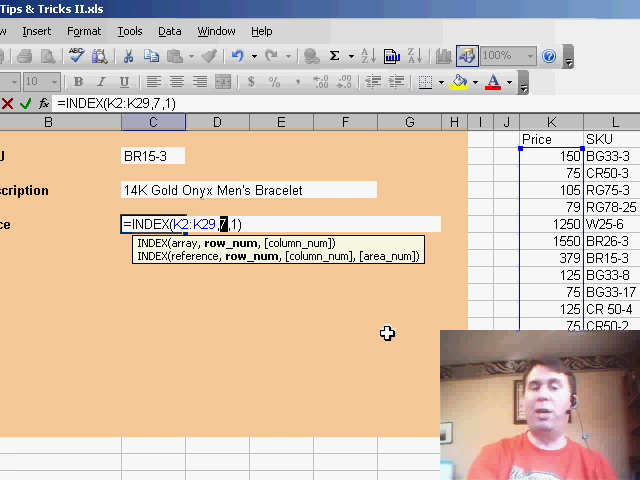 Tips & Tricks II.xls
Insert Format Tools Data Window Help
10 B I U $ % , 100%
=INDEX(K2:K29,7,1)
B C D E F G H I J K L
Price SKU
U BR15-3 150 BG33-3
75 CR50-3
scription 14K Gold Onyx Men's Bracelet 105 RG75-3
79 RG78-25
ce =INDEX(K2:K29,7,1) 1250 W25-6
INDEX(array, row_num, [column_num]) 1550 BR26-3
INDEX(reference, row_num, [column_num], [area_num]) 379 BR15-3
125 BG33-8
75 BG33-17
125 CR 50-4
75 CR50-2